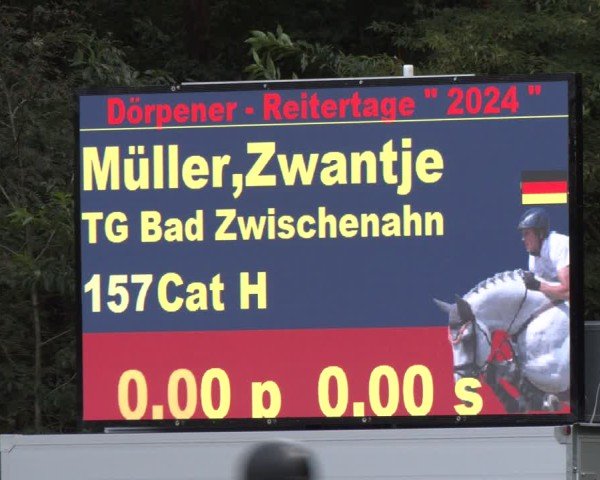 Dörpener - Reitertage " 2024 "
Müller,Zwantje
TG Bad Zwischenahn
157Cat H
0.00 p 0.00 s